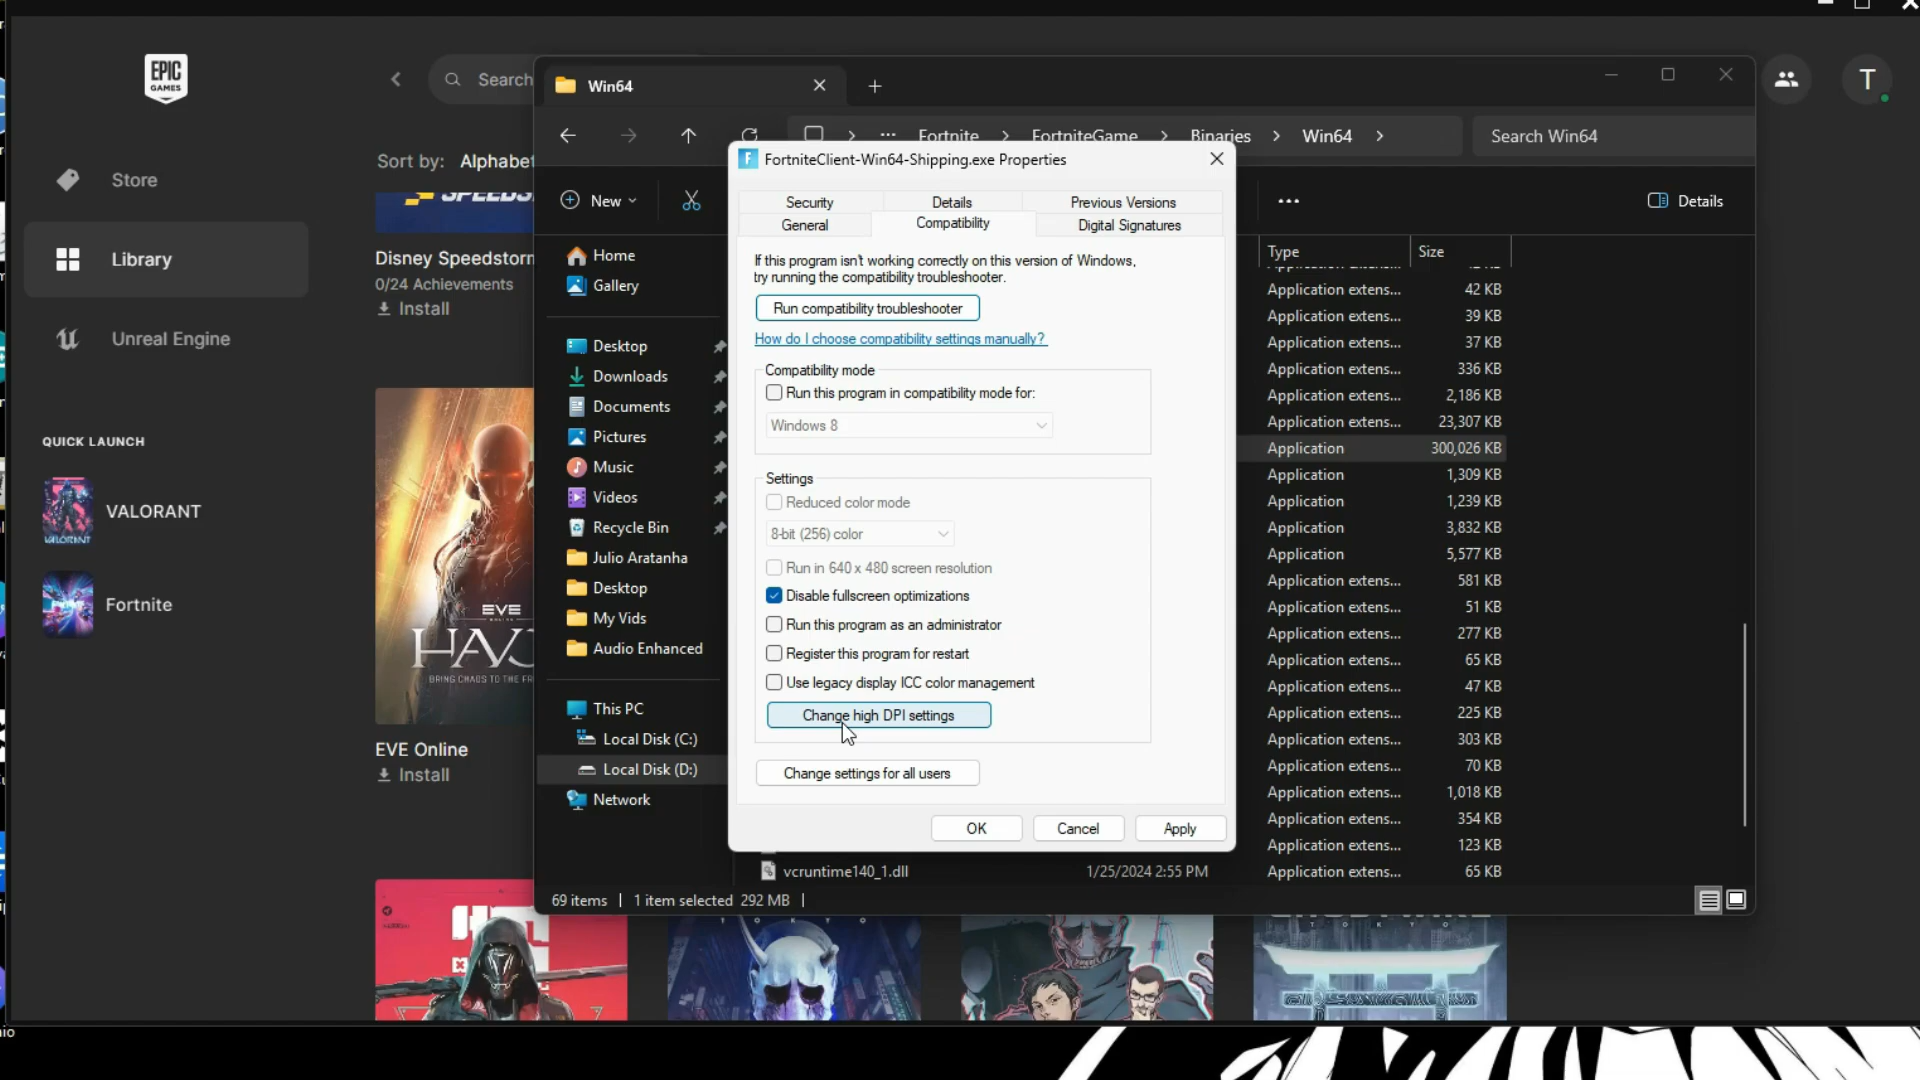 EPIC
GAMES
Store
Library
Unreal Engine
QUICK LAUNCH
VALORANT
Fortnite
Search
Sort by: Alphabet
Disney Speedstorm
0/24 Achievements
Install
EVE
HAV
BRING CHAOS TO THE FR
EVE Online
Install
T
Win64
Fortnite
FortniteGame
Binaries
Win64
Search Win64
New
Details
Home
Gallery
Desktop
Downloads
Documents
Pictures
Music
Videos
Recycle Bin
Julio Aratanha
Desktop
My Vids
Audio Enhanced
This PC
Local Disk (C:)
Local Disk (D:)
Network
FortniteClient-Win64-Shipping.exe Properties
Security
Details
Previous Versions
General
Compatibility
Digital Signatures
If this program isn't working correctly on this version of Windows,
try running the compatibility troubleshooter.
Run compatibility troubleshooter
How do I choose compatibility settings manually?
Compatibility mode
Run this program in compatibility mode for:
Windows 8
Settings
Reduced color mode
8-bit (256) color
Run in 640 x 480 screen resolution
Disable fullscreen optimizations
Run this program as an administrator
Register this program for restart
Use legacy display ICC color management
Change high DPI settings
Change settings for all users
OK
Cancel
Apply
Type Size
Application extens... 42 KB
Application extens... 39 KB
Application extens... 37 KB
Application extens... 336 KB
Application extens... 2,186 KB
Application extens... 23,307 KB
Application 300,026 KB
Application 1,309 KB
Application 1,239 KB
Application 3,832 KB
Application 5,577 KB
Application extens... 581 KB
Application extens... 51 KB
Application extens... 277 KB
Application extens... 65 KB
Application extens... 47 KB
Application extens... 225 KB
Application extens... 303 KB
Application extens... 70 KB
Application extens... 1,018 KB
Application extens... 354 KB
Application extens... 123 KB
vcruntime140_1.dll 1/25/2024 2:55 PM Application extens... 65 KB
69 items
1 item selected 292 MB
TOKYO
TOKYO